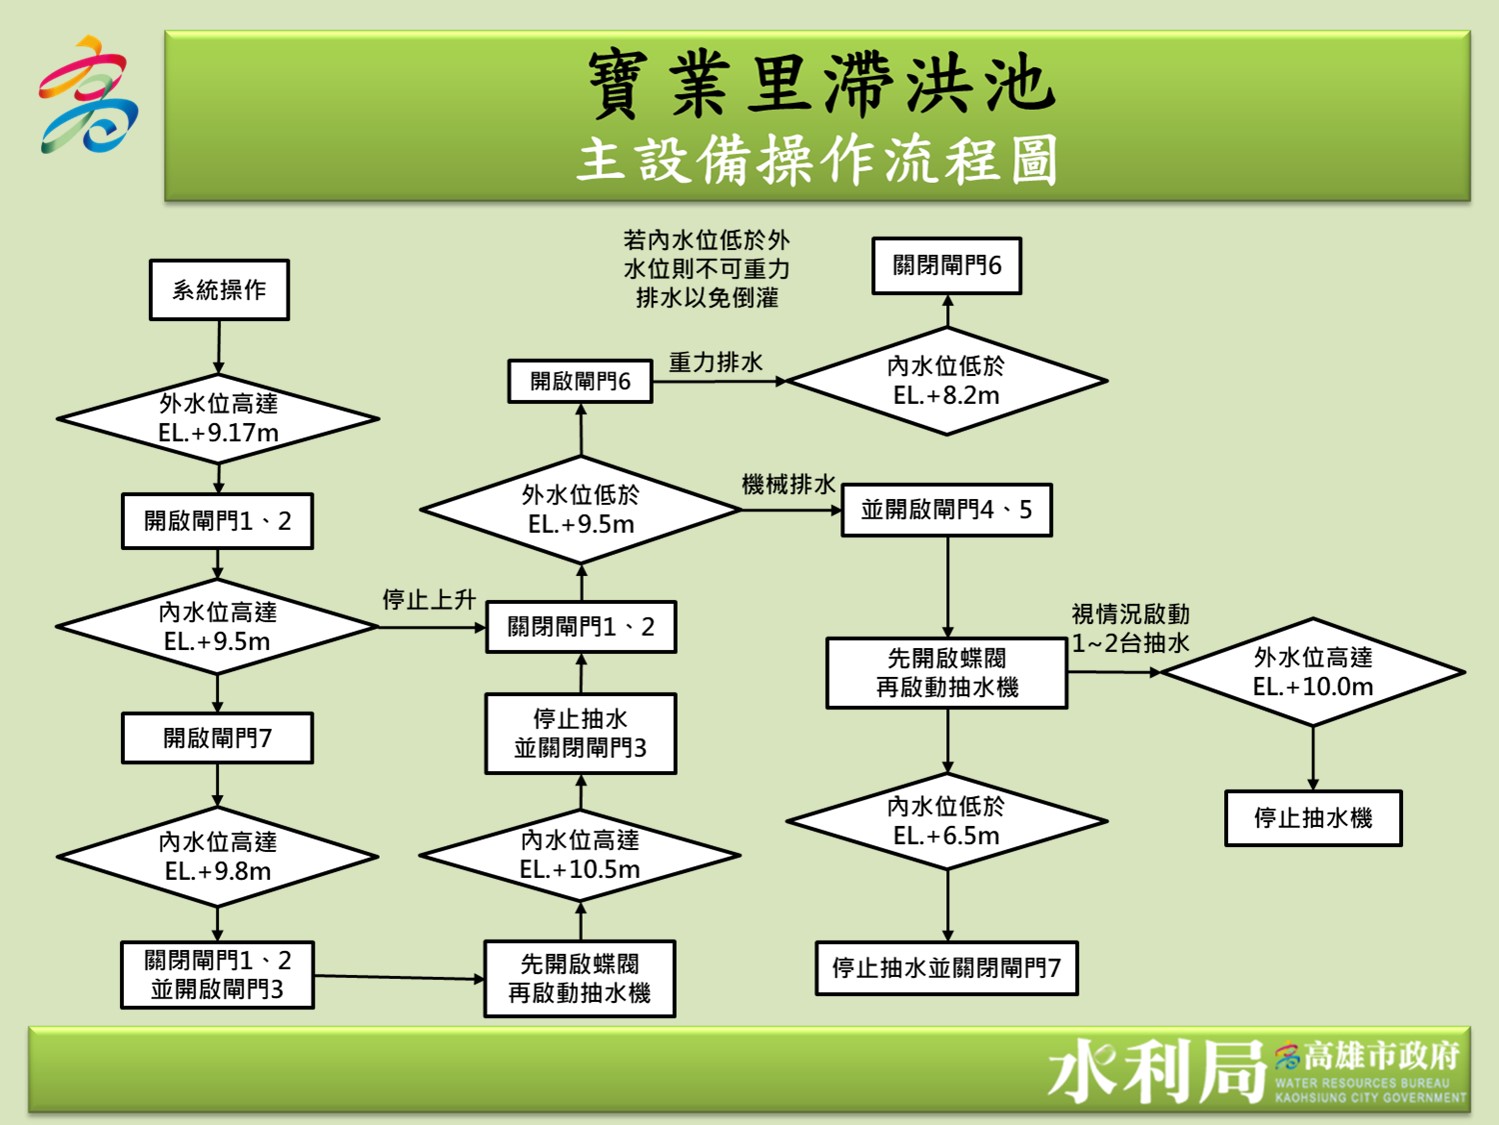 寶業里滯洪池
主設備操作流程圖
系統操作
外水位高達
EL.+9.17m
開啟閘門1、2
內水位高達
EL.+9.5m
停止上升
開啟閘門7
內水位高達
EL.+9.8m
關閉閘門1、2
並開啟閘門3
先開啟蝶閥
再啟動抽水機
內水位高達
EL.+10.5m
停止抽水
並關閉閘門3
關閉閘門1、2
外水位低於
EL.+9.5m
開啟閘門6
若內水位低於外
水位則不可重力
排水以免倒灌
重力排水
內水位低於
EL.+8.2m
關閉閘門6
機械排水
並開啟閘門4、5
先開啟蝶閥
再啟動抽水機
視情況啟動
1~2台抽水
外水位高達
EL.+10.0m
停止抽水機
內水位低於
EL.+6.5m
停止抽水並關閉閘門7
水利局
高雄市政府
WATER RESOURCES BUREAU
KAOHSIUNG CITY GOVERNMENT